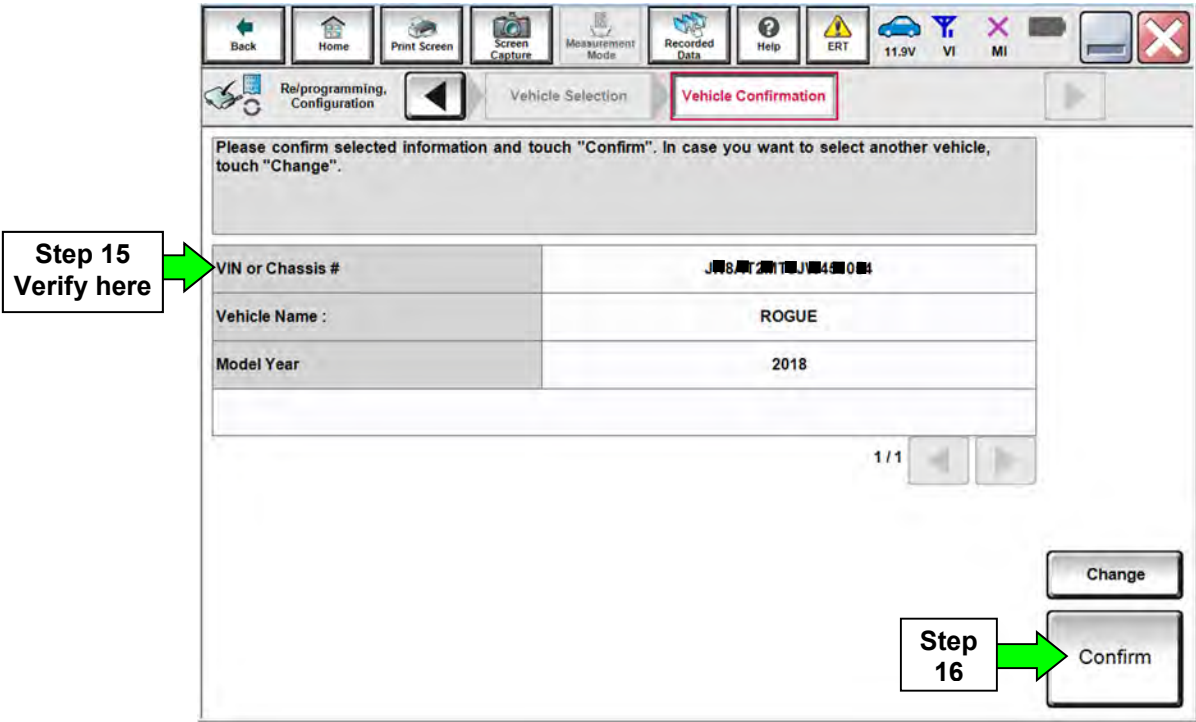 Back
Home
Print Screen
Screen
Capture
Measurement
Mode
Recorded
Data
Help
ERT
11.9V
VI
MI
Re/programming,
Configuration
Vehicle Selection
Vehicle Confirmation
Please confirm selected information and touch "Confirm". In case you want to select another vehicle,
touch "Change".
Step 15
Verify here
VIN or Chassis #
Vehicle Name :
ROGUE
Model Year
2018
1/1
Change
Step
16
Confirm